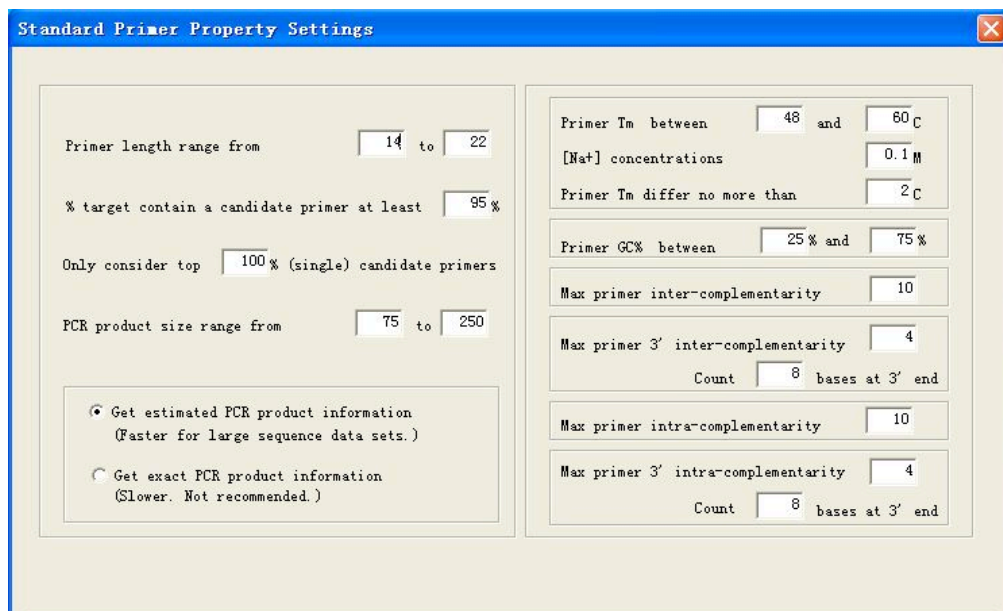 Standard Primer Property Settings
Primer length range from 14 to 22
% target contain a candidate primer at least 95 %
Only consider top 100 % (single) candidate primers
PCR product size range from 75 to 250
Get estimated PCR product information
(Faster for large sequence data sets.)
Get exact PCR product information
(Slower. Not recommended.)
Primer Tm between 48 and 60 C
[Na+] concentrations 0.1 M
Primer Tm differ no more than 2 C
Primer GC% between 25 % and 75 %
Max primer inter-complementarity 10
Max primer 3' inter-complementarity 4
Count 8 bases at 3' end
Max primer intra-complementarity 10
Max primer 3' intra-complementarity 4
Count 8 bases at 3' end